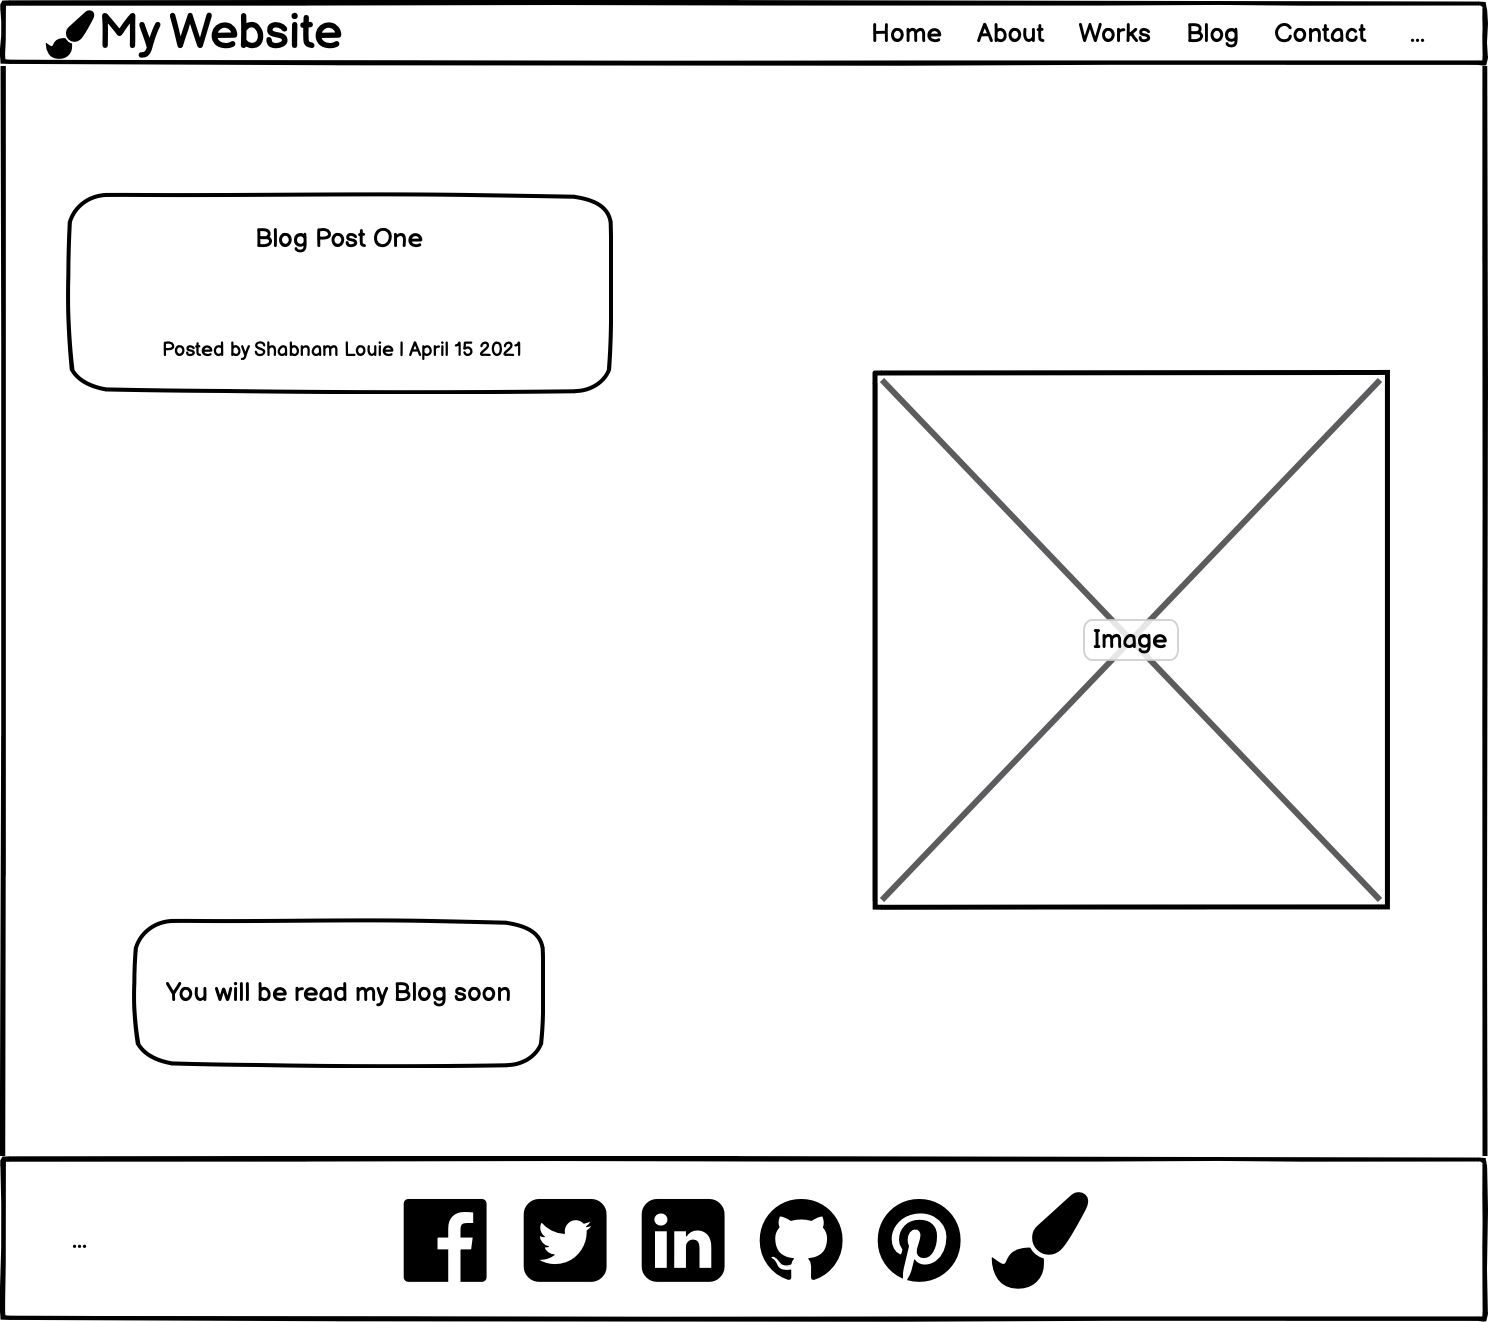 My Website
Home About Works Blog Contact ...
Blog Post One
Posted by Shabnam Louie | April 15 2021
Image
You will be read my Blog soon
...